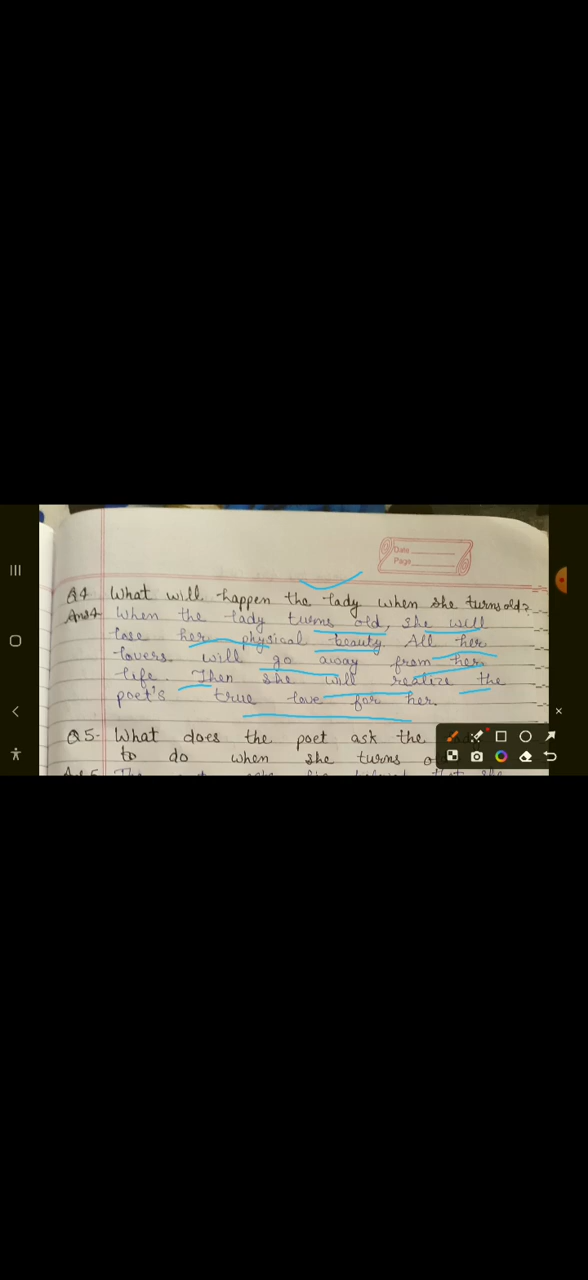 Date
Page
Q4 What will happen the lady when she turns old?
Ans4 When the lady turns old, she will
lose her physical beauty. All her
lovers will go away from her
life. Then she will realize the
poet's true love for her.
Q5- What does the poet ask the
to do when she turns